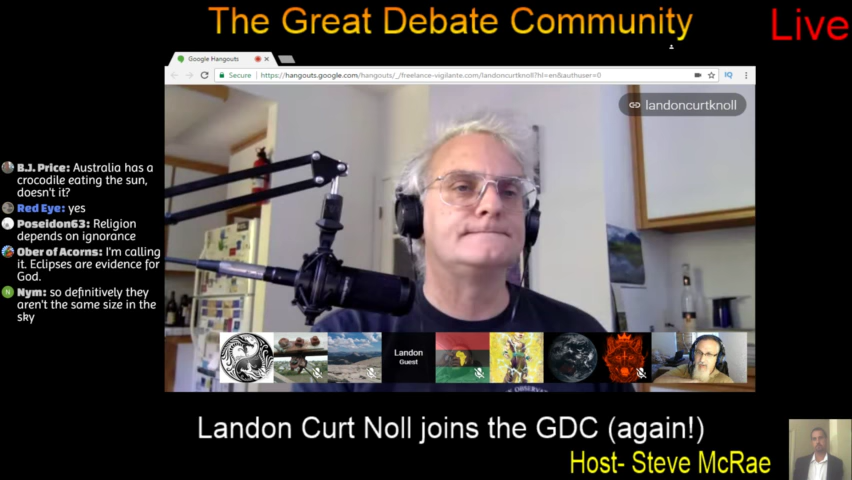 The Great Debate Community
Live
Google Hangouts
Secure
https://hangouts.google.com/hangouts/_/freelance-vigilante.com/landoncurtknoll?hl=en&authuser=0
landoncurtknoll
B.J. Price: Australia has a
crocodile eating the sun,
doesn't it?
Red Eye: yes
Poseidon63: Religion
depends on ignorance
Ober of Acorns: I'm calling
it. Eclipses are evidence for
God.
N
Nym: so definitively they
aren't the same size in the
sky
Landon
Guest
Landon Curt Noll joins the GDC (again!)
Host- Steve McRae